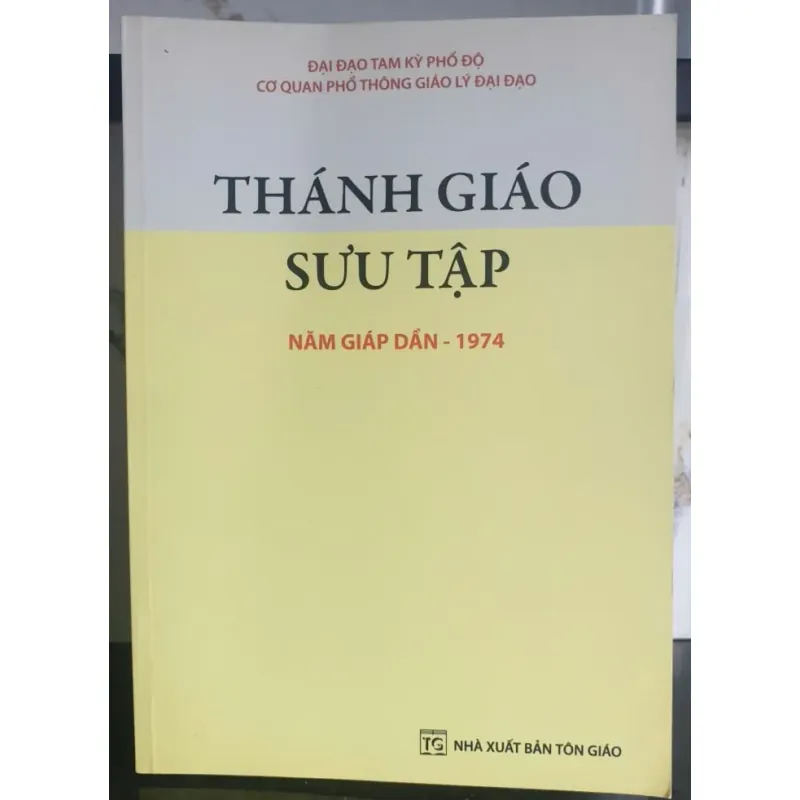 ĐẠI ĐẠO TAM KỲ PHỔ ĐỘ
CƠ QUAN PHỔ THÔNG GIÁO LÝ ĐẠI ĐẠO
THÁNH GIÁO
SƯU TẬP
NĂM GIÁP DẦN - 1974
TG NHÀ XUẤT BẢN TÔN GIÁO